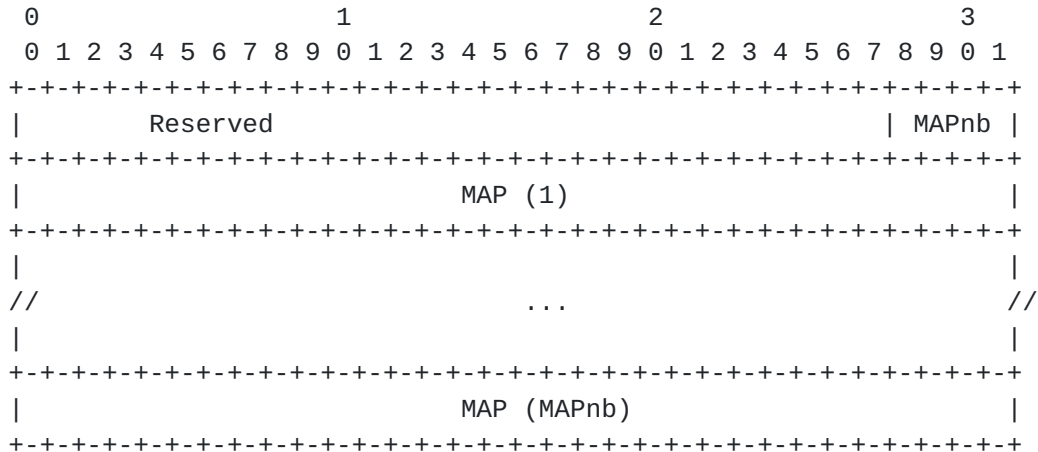 0                   1                   2                   3
 0 1 2 3 4 5 6 7 8 9 0 1 2 3 4 5 6 7 8 9 0 1 2 3 4 5 6 7 8 9 0 1
+-+-+-+-+-+-+-+-+-+-+-+-+-+-+-+-+-+-+-+-+-+-+-+-+-+-+-+-+-+-+-+-+
|        Reserved                                       | MAPnb |
+-+-+-+-+-+-+-+-+-+-+-+-+-+-+-+-+-+-+-+-+-+-+-+-+-+-+-+-+-+-+-+-+
|                            MAP (1)                            |
+-+-+-+-+-+-+-+-+-+-+-+-+-+-+-+-+-+-+-+-+-+-+-+-+-+-+-+-+-+-+-+-+
|                                                               |
//                               ...                              //
|                                                               |
+-+-+-+-+-+-+-+-+-+-+-+-+-+-+-+-+-+-+-+-+-+-+-+-+-+-+-+-+-+-+-+-+
|                            MAP (MAPnb)                        |
+-+-+-+-+-+-+-+-+-+-+-+-+-+-+-+-+-+-+-+-+-+-+-+-+-+-+-+-+-+-+-+-+